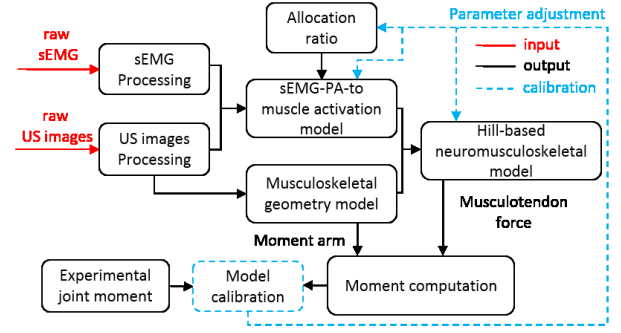 Allocation
ratio
Parameter adjustment
raw
sEMG
sEMG
Processing
input
output
calibration
sEMG-PA-to
muscle activation
model
raw
US images
US images
Processing
Hill-based
neuromusculoskeletal
model
Musculoskeletal
geometry model
Musculotendon
force
Moment arm
Experimental
joint moment
Model
calibration
Moment computation